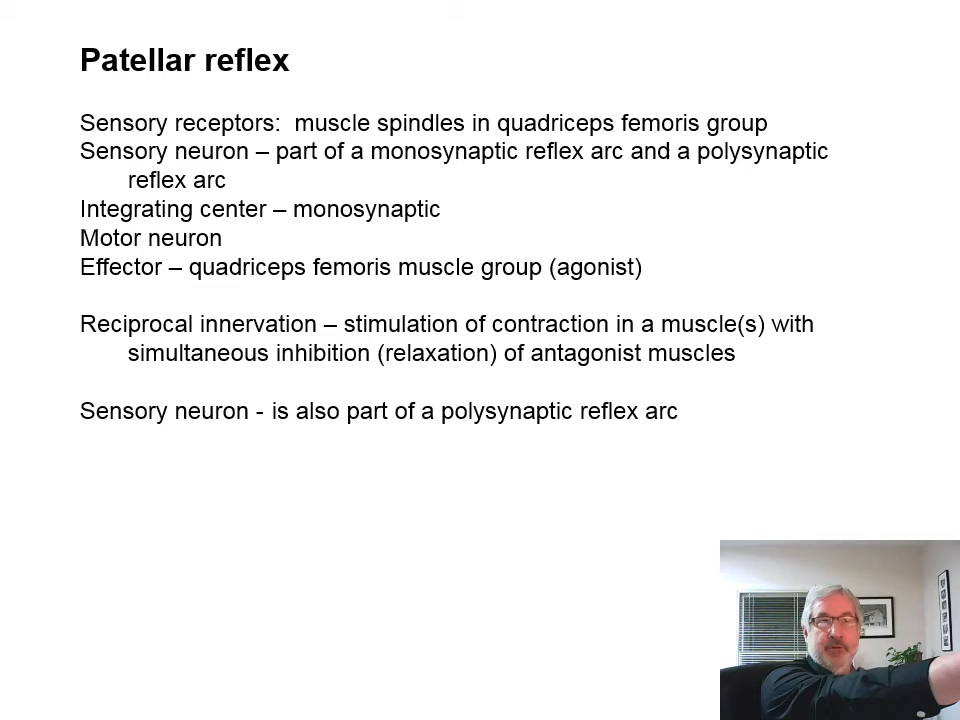 Patellar reflex
Sensory receptors:  muscle spindles in quadriceps femoris group
Sensory neuron – part of a monosynaptic reflex arc and a polysynaptic
reflex arc
Integrating center – monosynaptic
Motor neuron
Effector – quadriceps femoris muscle group (agonist)
Reciprocal innervation – stimulation of contraction in a muscle(s) with
simultaneous inhibition (relaxation) of antagonist muscles
Sensory neuron - is also part of a polysynaptic reflex arc